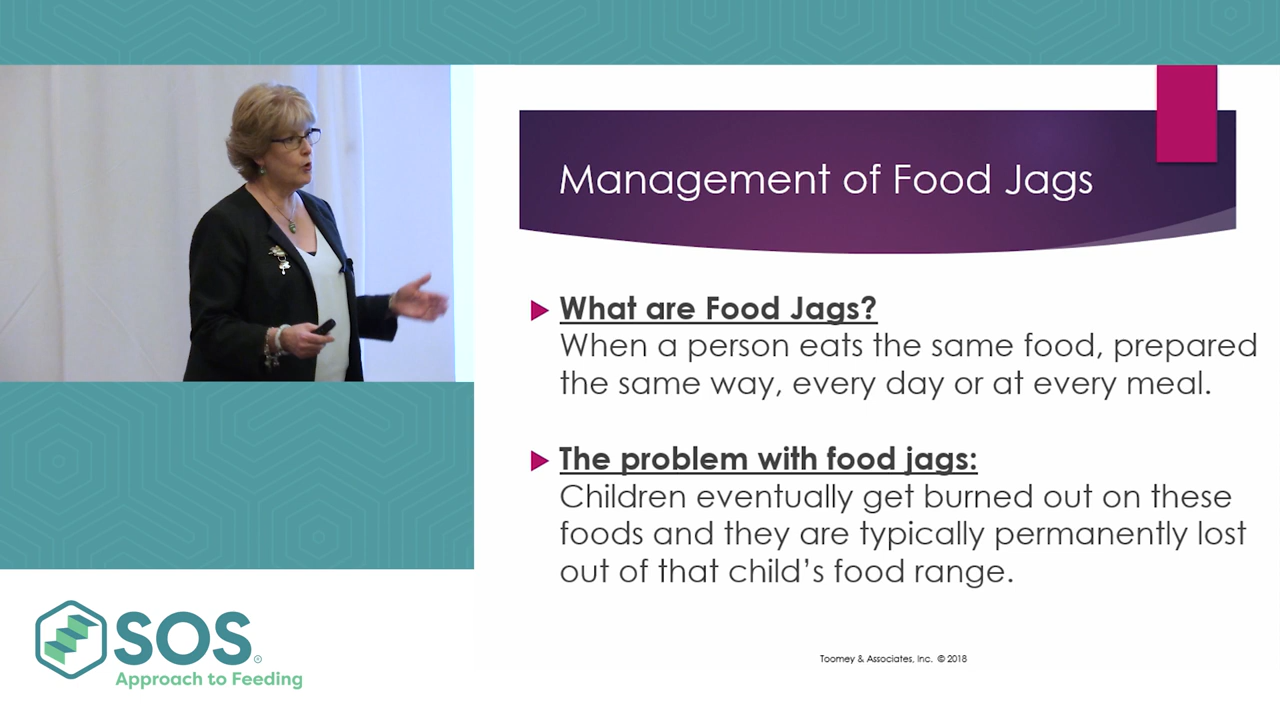 Management of Food Jags
What are Food Jags?
When a person eats the same food, prepared
the same way, every day or at every meal.
The problem with food jags:
Children eventually get burned out on these
foods and they are typically permanently lost
out of that child’s food range.
Toomey & Associates, Inc. © 2018
SOS®
Approach to Feeding